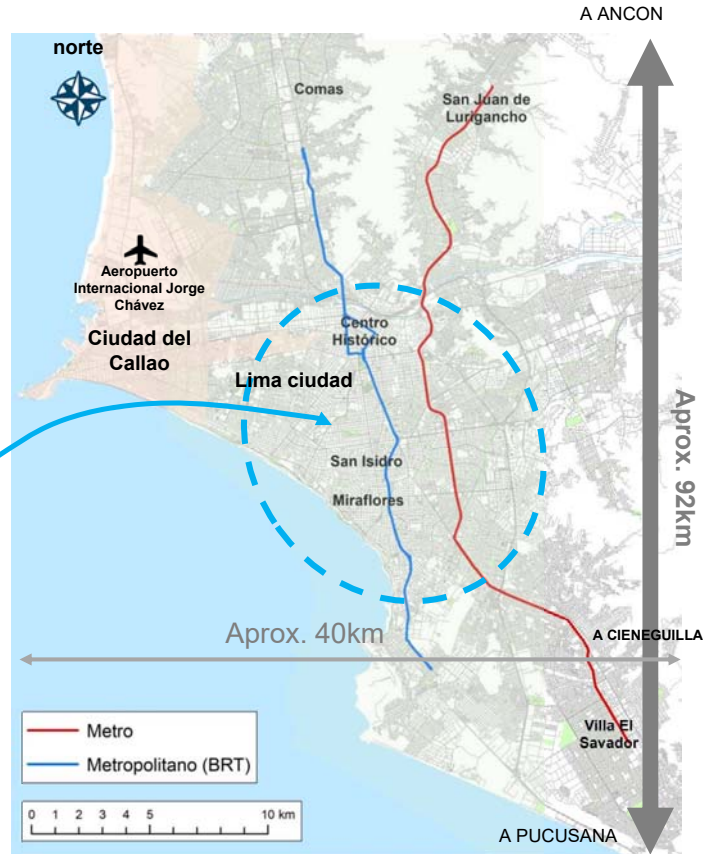 A ANCON
norte
Comas
San Juan de
Lurigancho
Aeropuerto
Internacional Jorge
Chávez
Ciudad del
Callao
Centro
Histórico
Lima ciudad
San Isidro
Miraflores
Aprox. 92km
Aprox. 40km
A CIENEGUILLA
Villa El
Savador
Metro
Metropolitano (BRT)
0 1 2 3 4 5 10 km
A PUCUSANA